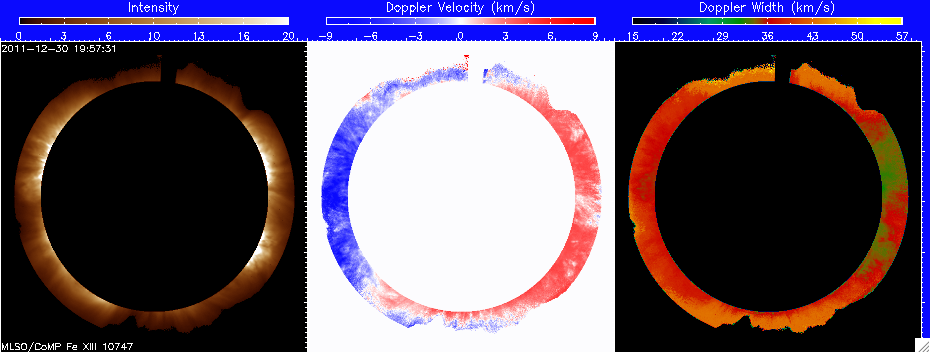 Intensity
0 3 6 10 13 16 20
Doppler Velocity (km/s)
−9 −6 −3 .0 3 6 9
Doppler Width (km/s)
15 22 29 36 43 50 57
2011−12−30 19:57:31
MLSO/CoMP Fe XIII 10747